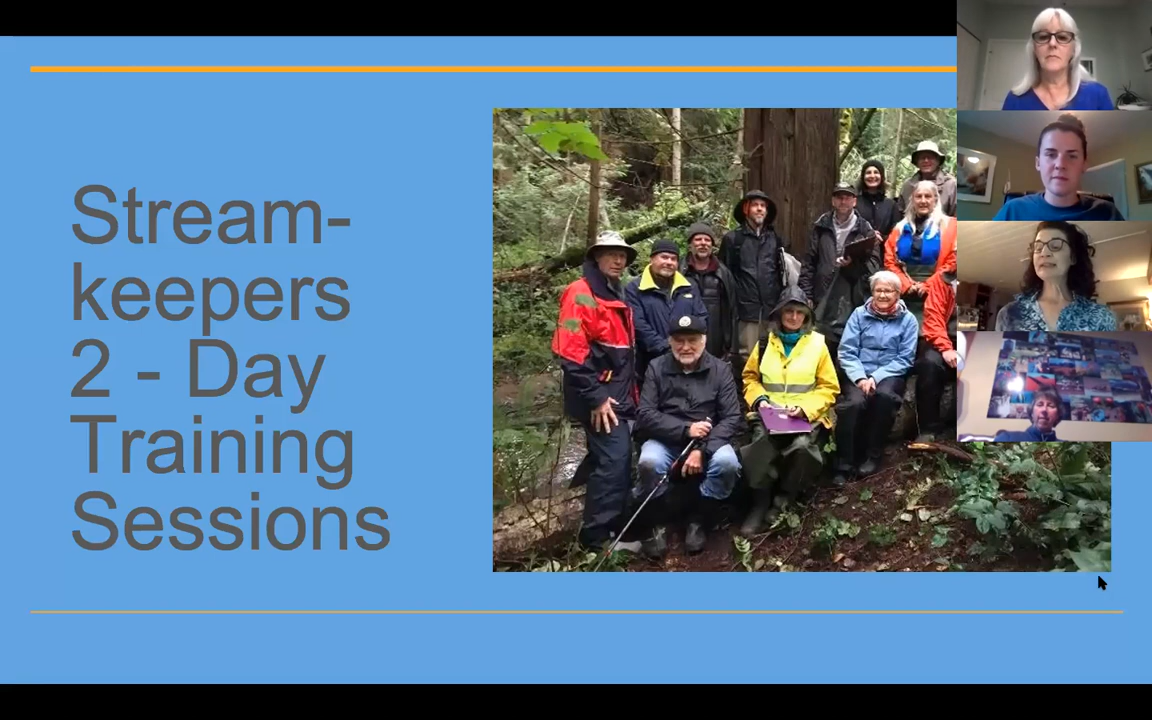 Stream-
keepers
2 - Day
Training
Sessions